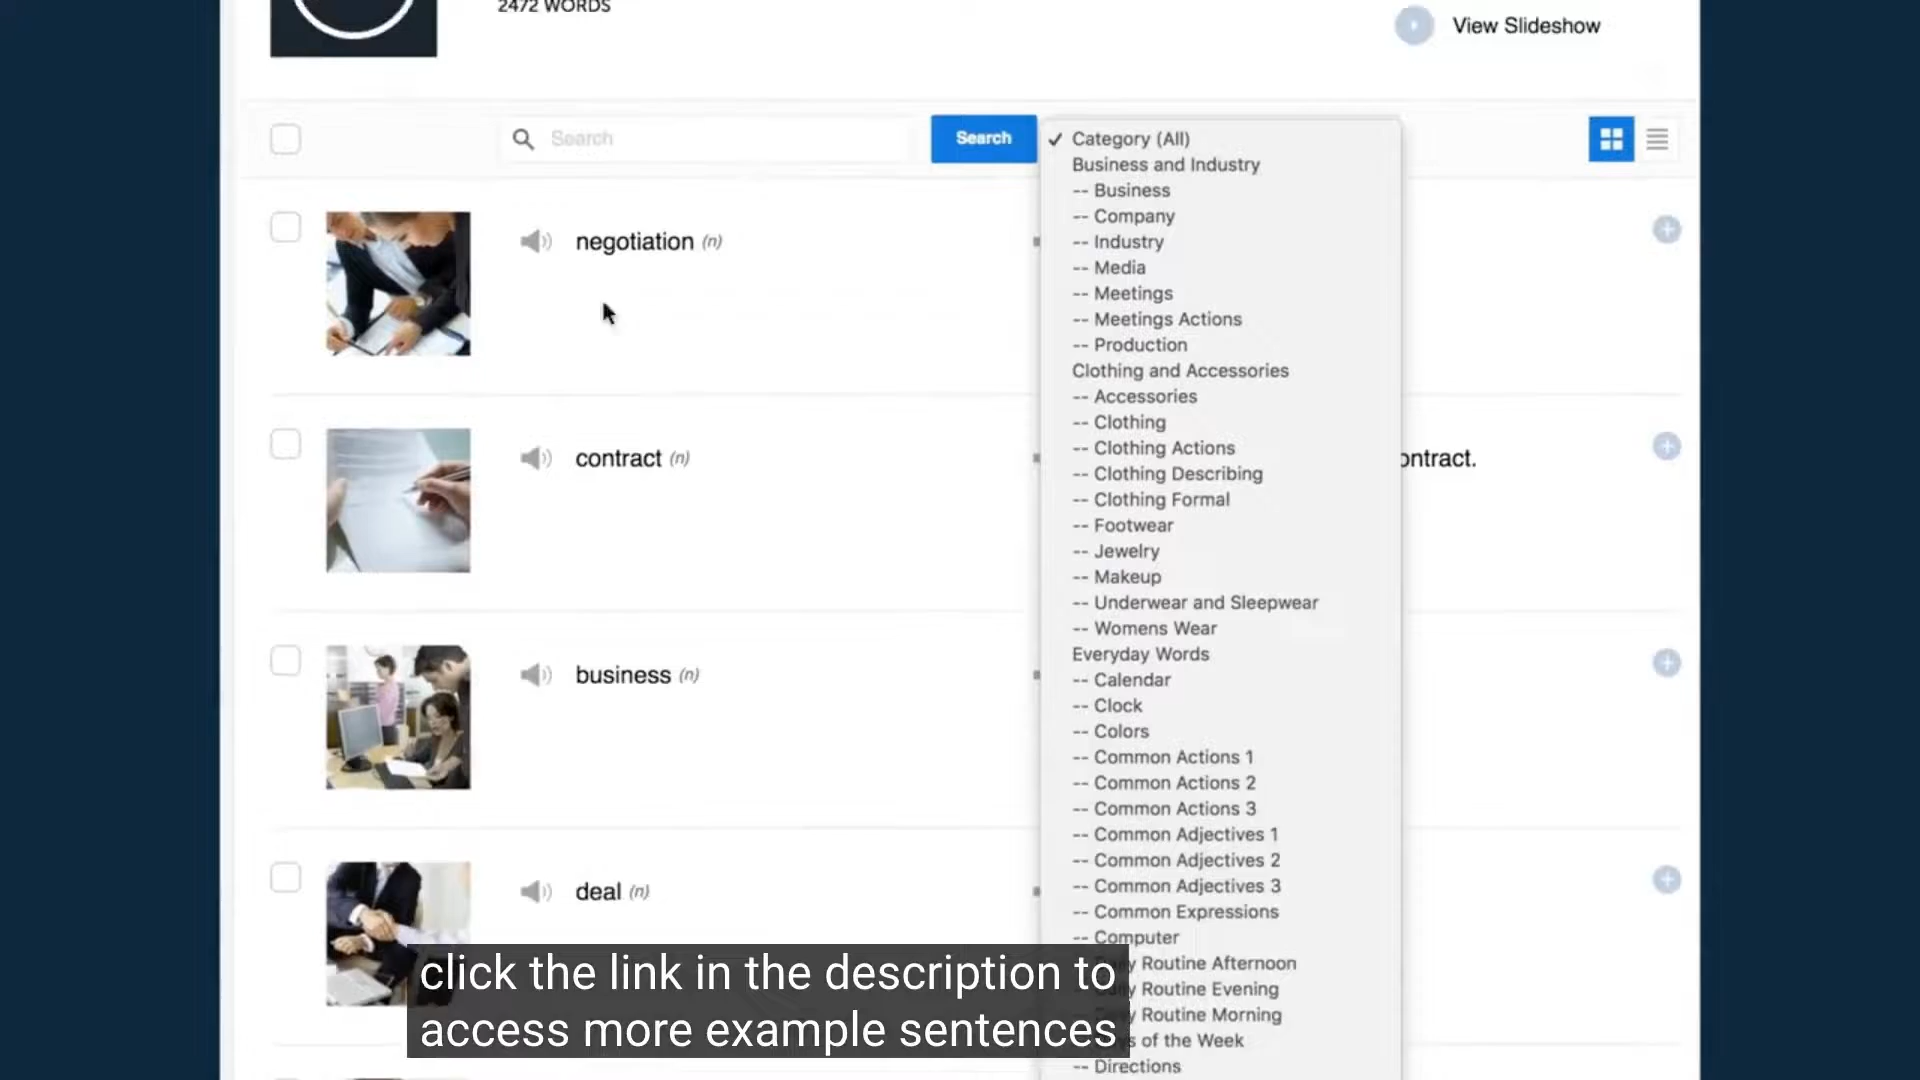 2472 WORDS
View Slideshow
Search
Search
✓ Category (All)
Business and Industry
-- Business
-- Company
-- Industry
-- Media
-- Meetings
-- Meetings Actions
-- Production
Clothing and Accessories
-- Accessories
-- Clothing
-- Clothing Actions
-- Clothing Describing
-- Clothing Formal
-- Footwear
-- Jewelry
-- Makeup
-- Underwear and Sleepwear
-- Womens Wear
Everyday Words
-- Calendar
-- Clock
-- Colors
-- Common Actions 1
-- Common Actions 2
-- Common Actions 3
-- Common Adjectives 1
-- Common Adjectives 2
-- Common Adjectives 3
-- Common Expressions
-- Computer
Routine Afternoon
Routine Evening
Routine Morning
of the Week
-- Directions
negotiation (n)
contract (n)
ontract.
business (n)
deal (n)
click the link in the description to
access more example sentences